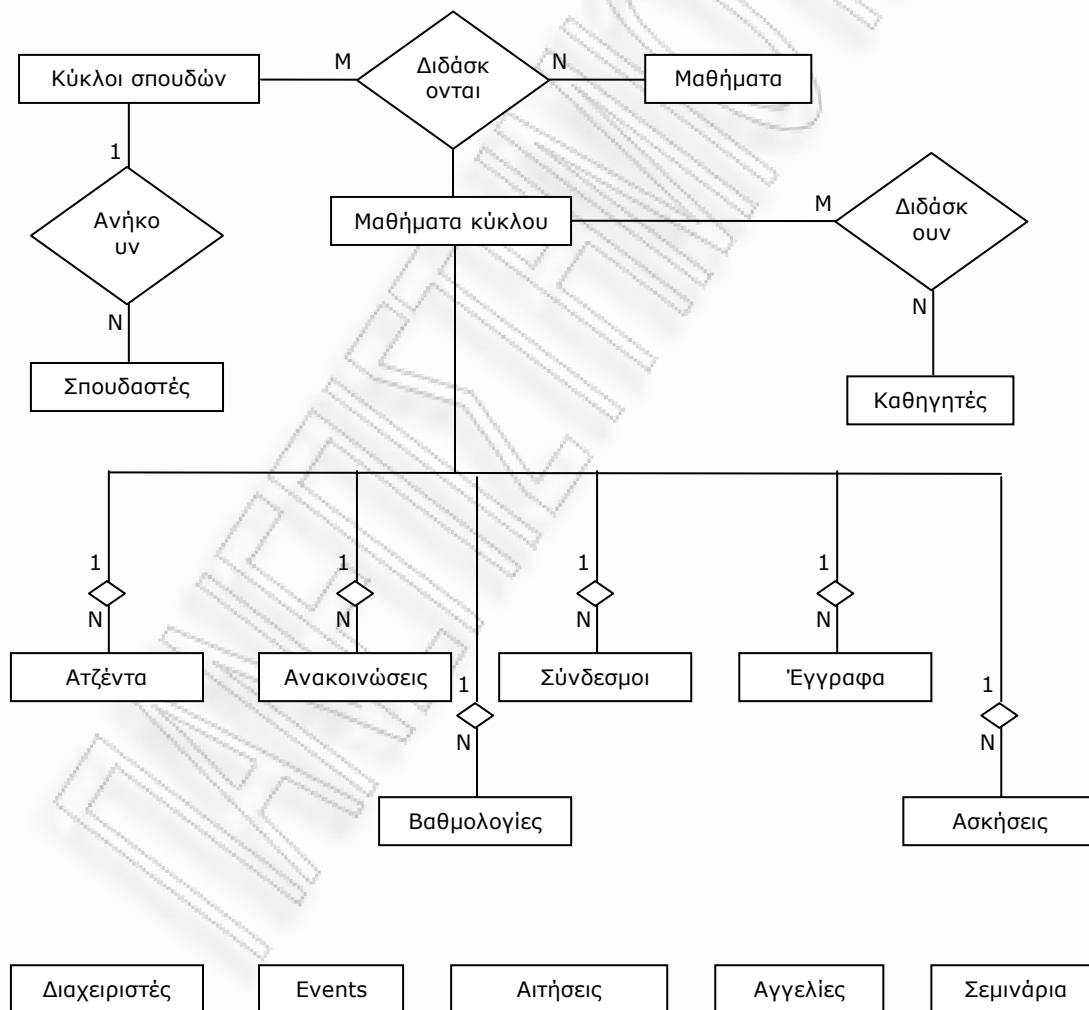 Κύκλοι σπουδών
M
Διδάσκ
ονται
N
Μαθήματα
1
Ανήκο
υν
N
Σπουδαστές
Μαθήματα κύκλου
M
Διδάσκ
ουν
N
Καθηγητές
1
N
Ατζέντα
1
N
Ανακοινώσεις
1
N
Βαθμολογίες
1
N
Σύνδεσμοι
1
N
Έγγραφα
1
N
Ασκήσεις
Διαχειριστές
Events
Αιτήσεις
Αγγελίες
Σεμινάρια